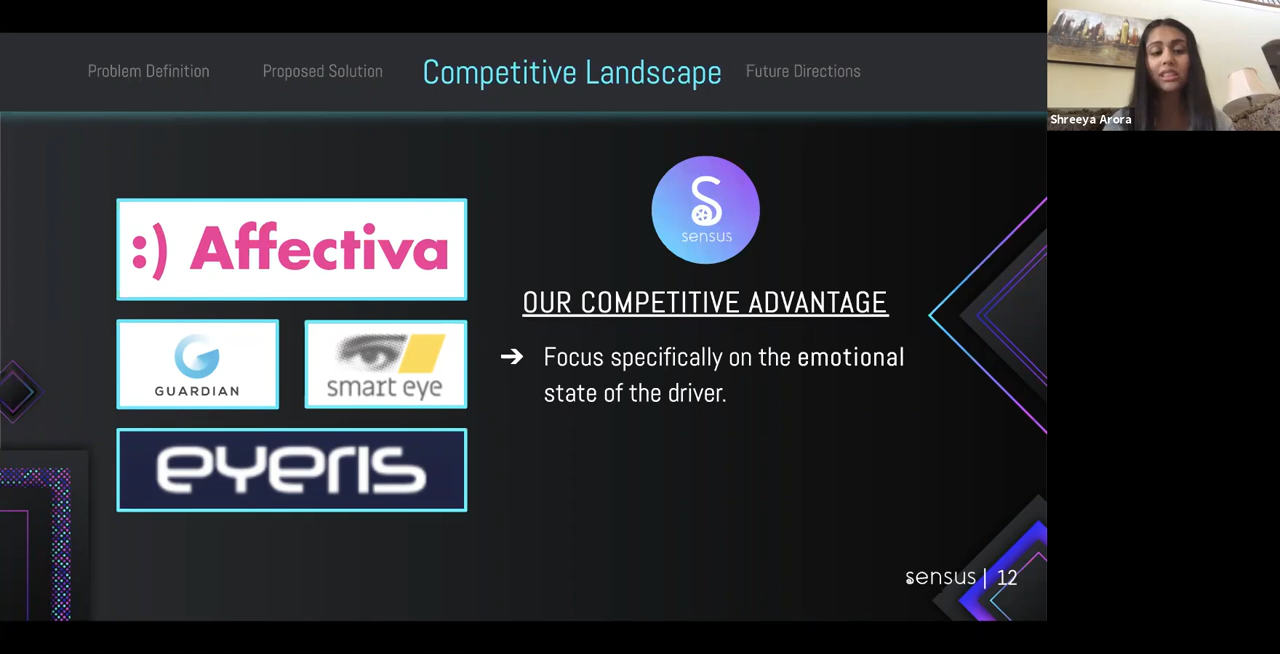 Problem Definition
Proposed Solution
Competitive Landscape
Future Directions
Shreeya Arora
:) Affectiva
GUARDIAN
smart eye
eyeris
sensus
OUR COMPETITIVE ADVANTAGE
➔ Focus specifically on the emotional
state of the driver.
sensus | 12